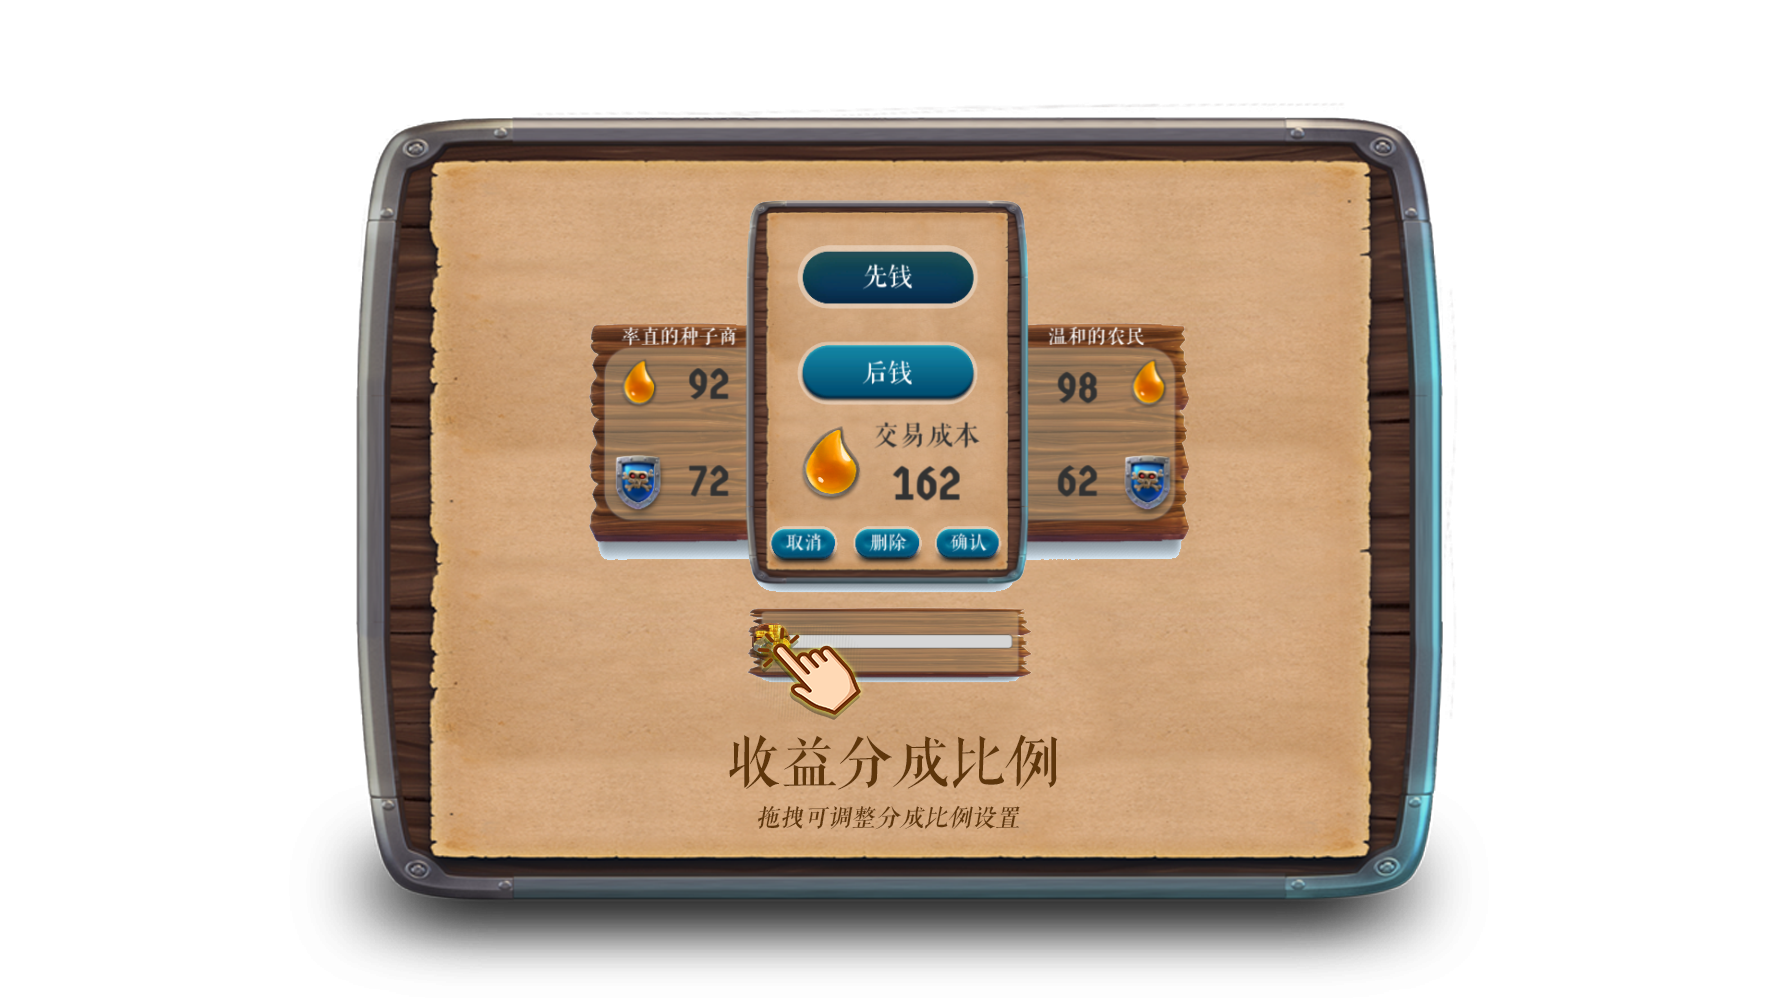 先钱
率直的种子商
温和的农民
92
后钱
98
交易成本
72
162
62
取消
删除
确认
收益分成比例
拖拽可调整分成比例设置